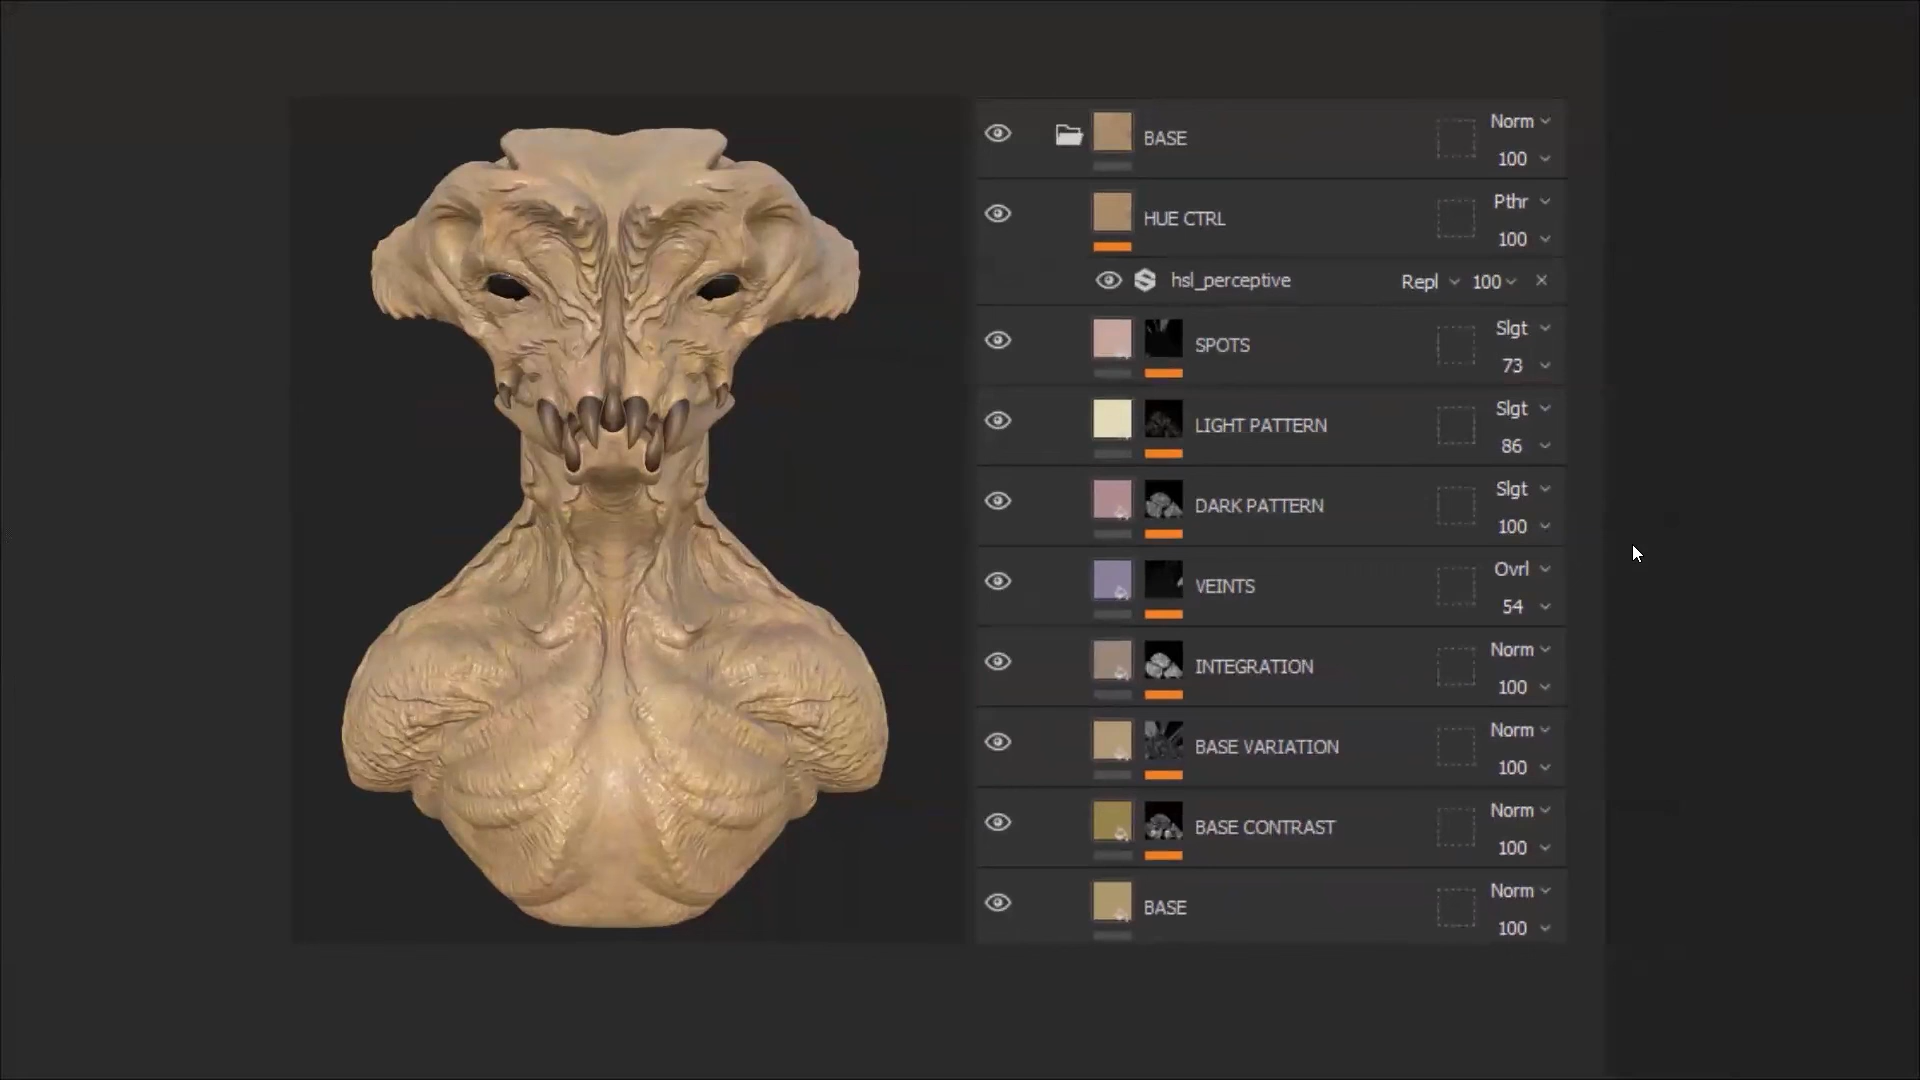 BASE Norm
100
HUE CTRL Pthr
100
hsl_perceptive Repl 100
SPOTS Slgt
73
LIGHT PATTERN Slgt
86
DARK PATTERN Slgt
100
VEINTS Ovrl
54
INTEGRATION Norm
100
BASE VARIATION Norm
100
BASE CONTRAST Norm
100
BASE Norm
100